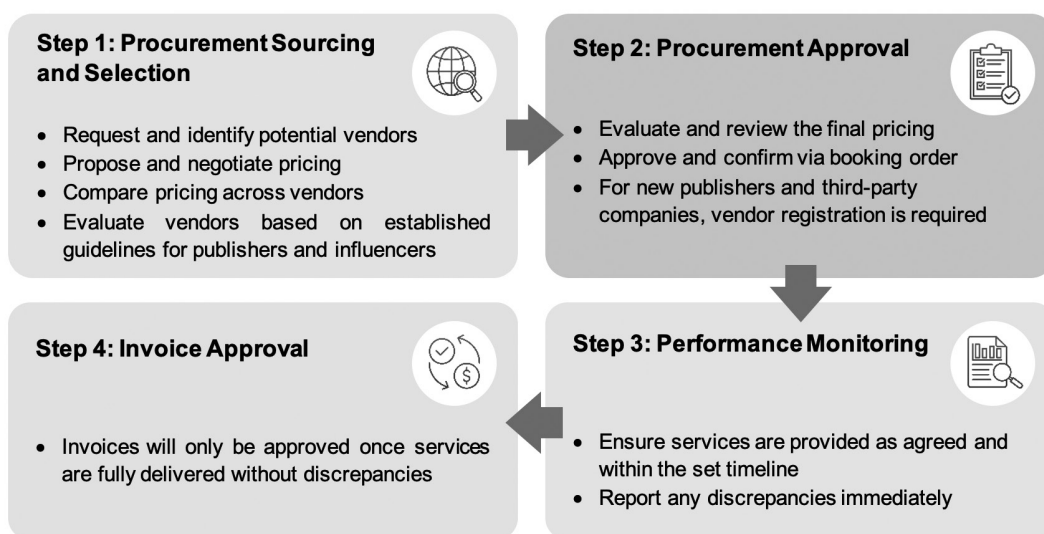 Step 1: Procurement Sourcing
and Selection
• Request and identify potential vendors
• Propose and negotiate pricing
• Compare pricing across vendors
• Evaluate vendors based on established
guidelines for publishers and influencers
Step 2: Procurement Approval
• Evaluate and review the final pricing
• Approve and confirm via booking order
• For new publishers and third-party
companies, vendor registration is required
Step 3: Performance Monitoring
• Ensure services are provided as agreed and
within the set timeline
• Report any discrepancies immediately
Step 4: Invoice Approval
$
• Invoices will only be approved once services
are fully delivered without discrepancies